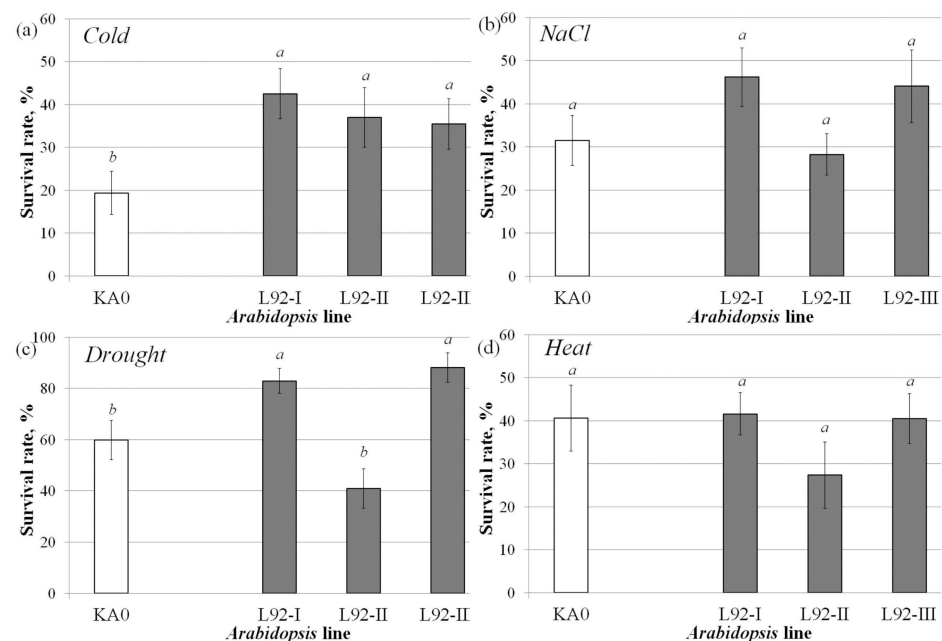 (a) Cold
Survival rate, %
60
50
40
30
20
10
0
b
a
a
a
KA0 L92-I L92-II L92-II
Arabidopsis line
(b) NaCl
Survival rate, %
60
50
40
30
20
10
0
a
a
a
a
KA0 L92-I L92-II L92-III
Arabidopsis line
(c) Drought
Survival rate, %
100
80
60
40
20
0
b
a
b
a
KA0 L92-I L92-II L92-II
Arabidopsis line
(d) Heat
Survival rate, %
60
50
40
30
20
10
0
a
a
a
a
KA0 L92-I L92-II L92-III
Arabidopsis line